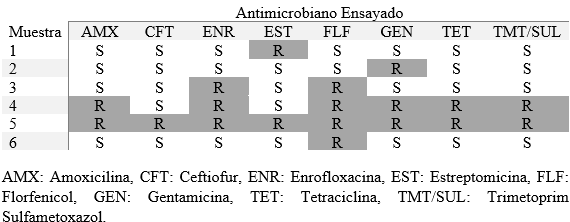 Antimicrobiano Ensayado
Muestra AMX CFT ENR EST FLF GEN TET TMT/SUL
1 S S S R S S S S
2 S S S S S R S S
3 S S R S R S S S
4 R S R S R R R R
5 R R R R R R R R
6 S S S S R S S S
AMX: Amoxicilina, CFT: Ceftiofur, ENR: Enrofloxacina, EST: Estreptomicina, FLF:
Florfenicol, GEN: Gentamicina, TET: Tetraciclina, TMT/SUL: Trimetoprim
Sulfametoxazol.